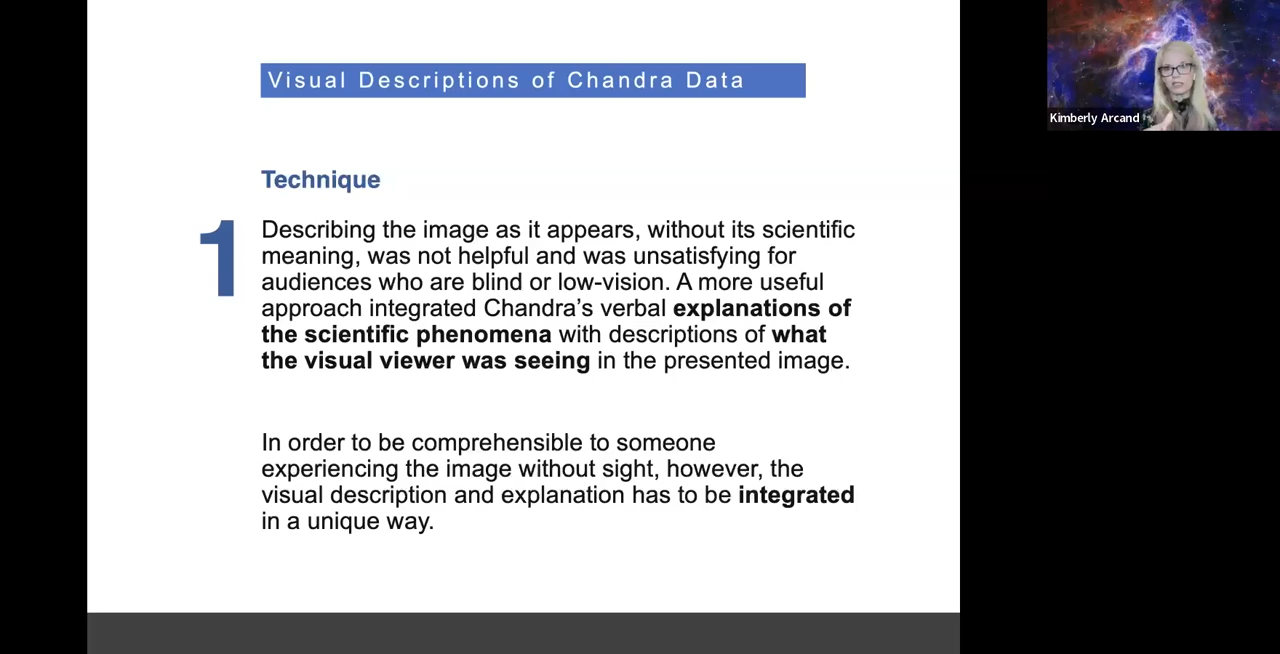 Visual Descriptions of Chandra Data
Kimberly Arcand
Technique
1
Describing the image as it appears, without its scientific
meaning, was not helpful and was unsatisfying for
audiences who are blind or low-vision. A more useful
approach integrated Chandra’s verbal explanations of
the scientific phenomena with descriptions of what
the visual viewer was seeing in the presented image.
In order to be comprehensible to someone
experiencing the image without sight, however, the
visual description and explanation has to be integrated
in a unique way.